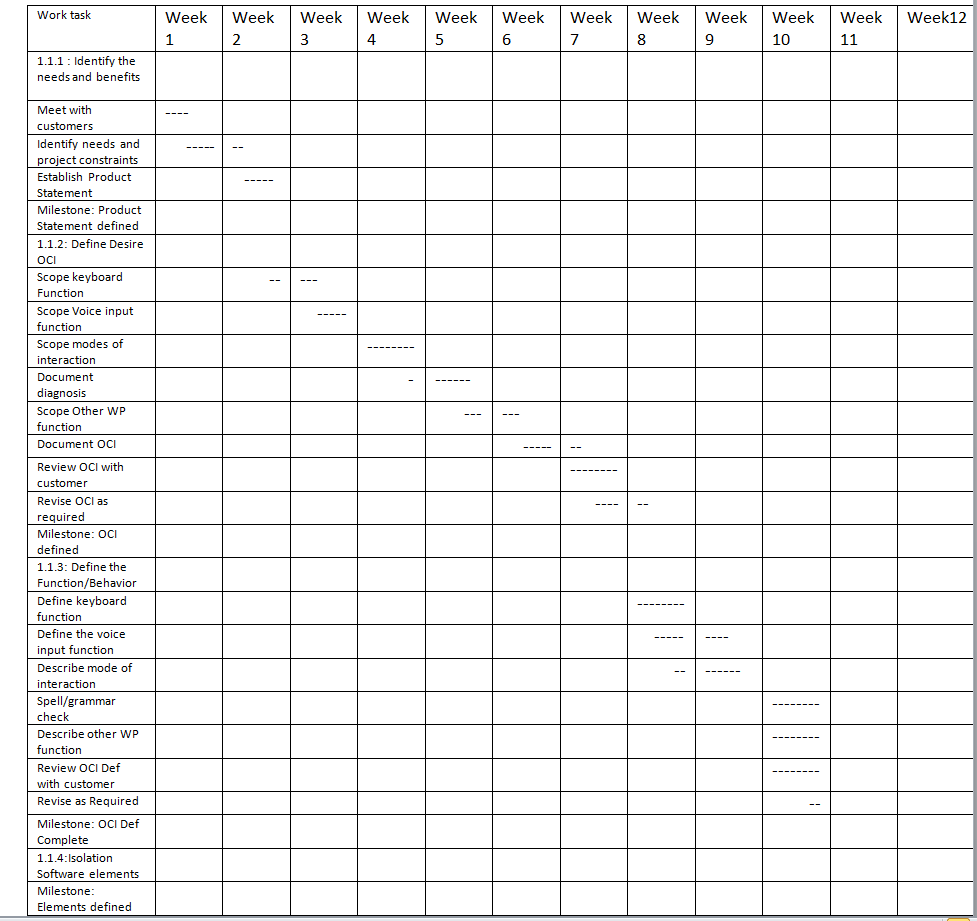 Work task Week Week Week Week Week Week Week Week Week Week Week Week12
1 2 3 4 5 6 7 8 9 10 11
1.1.1 : Identify the
needs and benefits
Meet with ----
customers
Identify needs and ----- --
project constraints
Establish Product -----
Statement
Milestone: Product
Statement defined
1.1.2: Define Desire
OCI
Scope keyboard -- ---
Function
Scope Voice input -----
function
Scope modes of --------
interaction
Document - ------
diagnosis
Scope Other WP --- ---
function
Document OCI ----- --
Review OCI with --------
customer
Revise OCI as ---- --
required
Milestone: OCI
defined
1.1.3: Define the
Function/Behavior
Define keyboard --------
function
Define the voice ----- ----
input function
Describe mode of -- ------
interaction
Spell/grammar --------
check
Describe other WP --------
function
Review OCI Def --------
with customer
Revise as Required --
Milestone: OCI Def
Complete
1.1.4:Isolation
Software elements
Milestone:
Elements defined